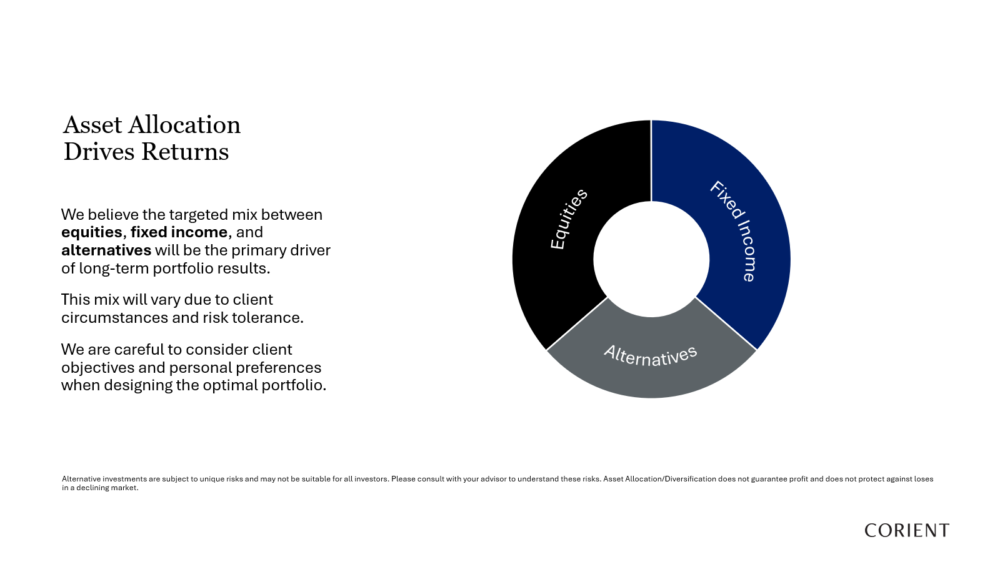 Asset Allocation
Drives Returns
We believe the targeted mix between
equities, fixed income, and
alternatives will be the primary driver
of long-term portfolio results.
This mix will vary due to client
circumstances and risk tolerance.
We are careful to consider client
objectives and personal preferences
when designing the optimal portfolio.
Equities
Fixed Income
Alternatives
Alternative investments are subject to unique risks and may not be suitable for all investors. Please consult with your advisor to understand these risks. Asset Allocation/Diversification does not guarantee profit and does not protect against loses
in a declining market.
CORIENT